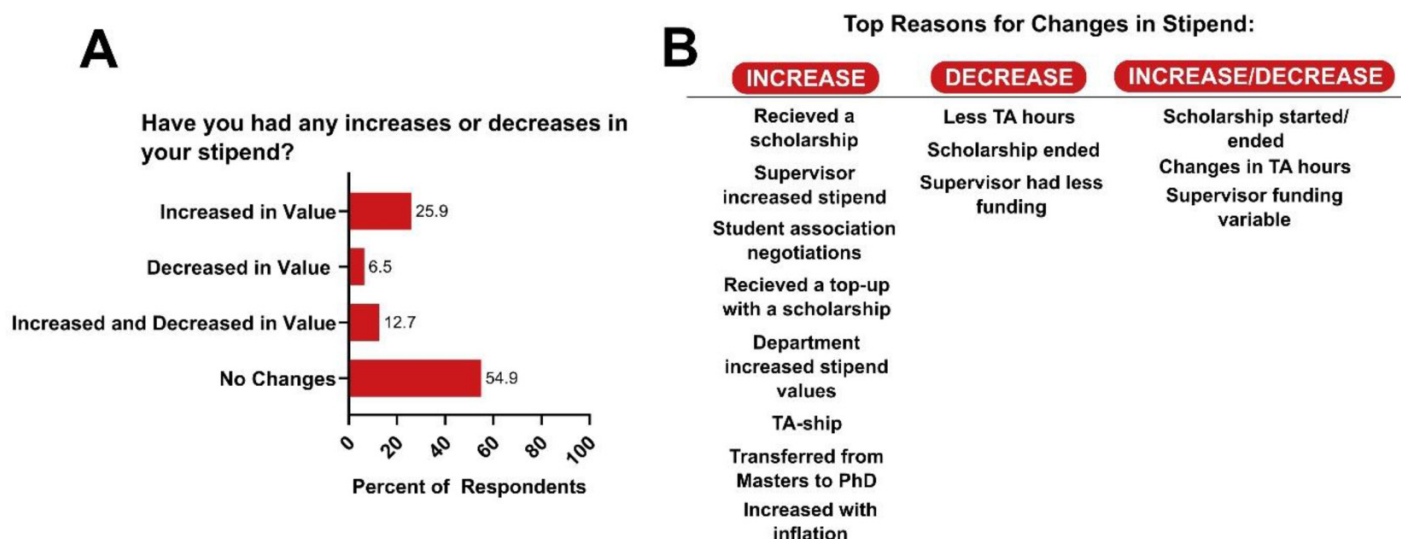 A
Have you had any increases or decreases in
your stipend?
Increased in Value
25.9
Decreased in Value
6.5
Increased and Decreased in Value
12.7
No Changes
54.9
0
20
40
60
80
100
Percent of Respondents
B
Top Reasons for Changes in Stipend:
INCREASE
Recieved a
scholarship
Supervisor
increased stipend
Student association
negotiations
Recieved a top-up
with a scholarship
Department
increased stipend
values
TA-ship
Transferred from
Masters to PhD
Increased with
inflation
DECREASE
Less TA hours
Scholarship ended
Supervisor had less
funding
INCREASE/DECREASE
Scholarship started/
ended
Changes in TA hours
Supervisor funding
variable